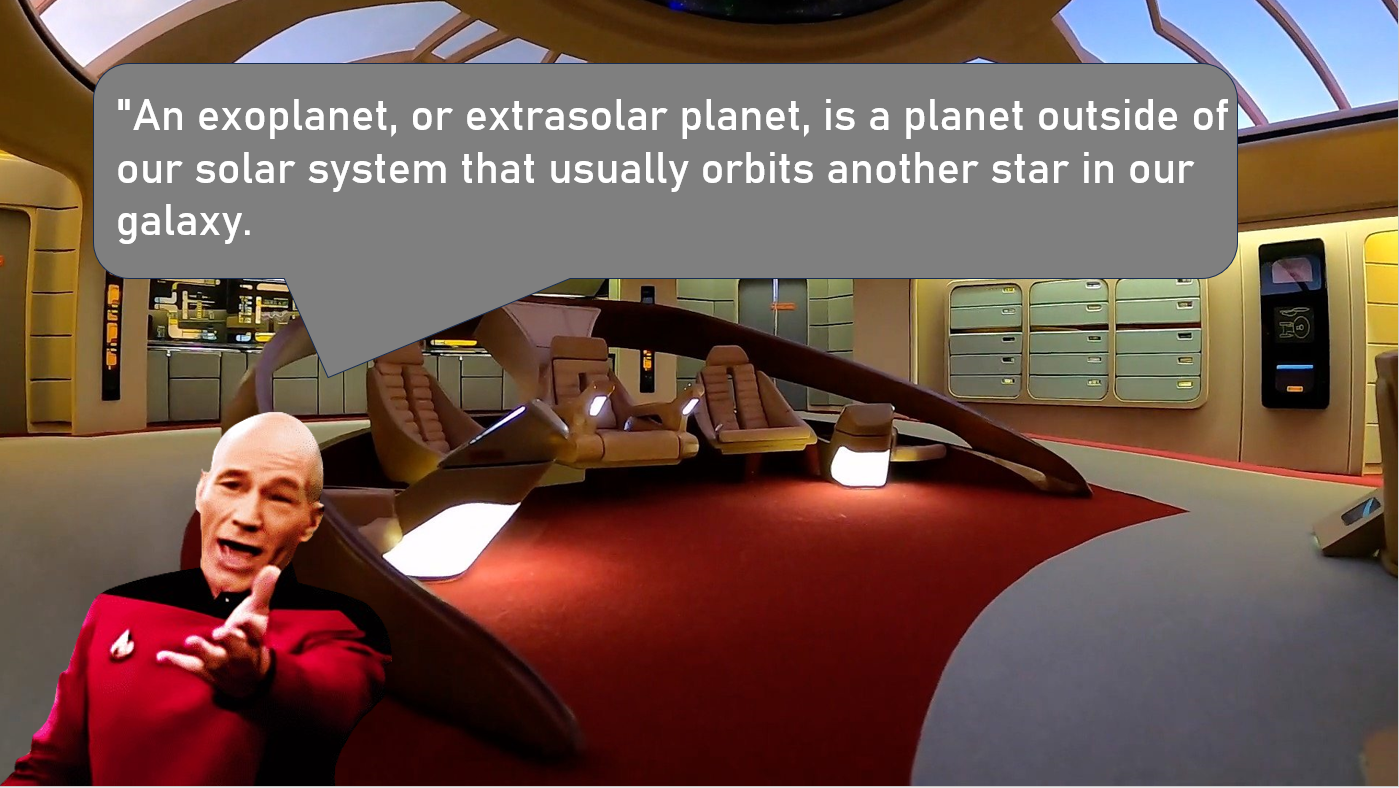 "An exoplanet, or extrasolar planet, is a planet outside of
our solar system that usually orbits another star in our
galaxy.